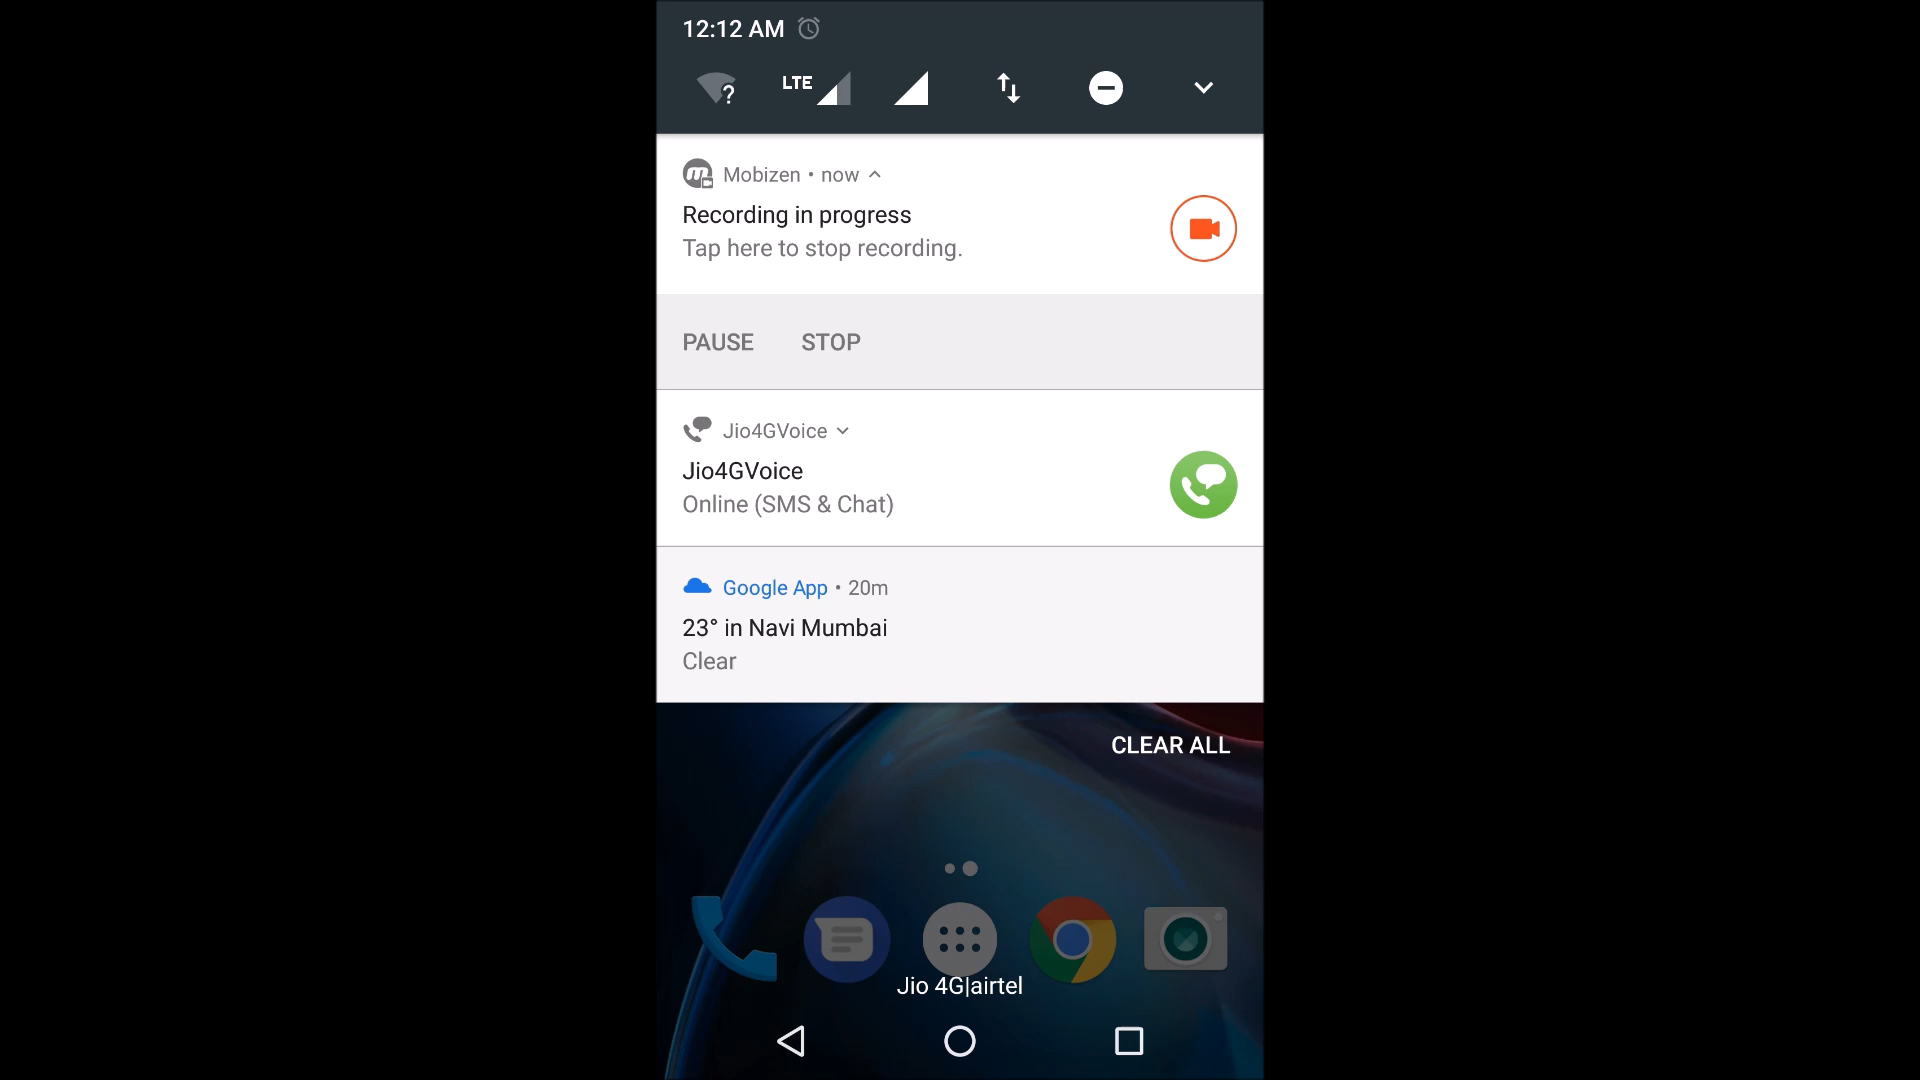 12:12 AM
LTE
Mobizen • now
Recording in progress
Tap here to stop recording.
PAUSE STOP
Jio4GVoice
Jio4GVoice
Online (SMS & Chat)
Google App • 20m
23° in Navi Mumbai
Clear
CLEAR ALL
Jio 4G|airtel